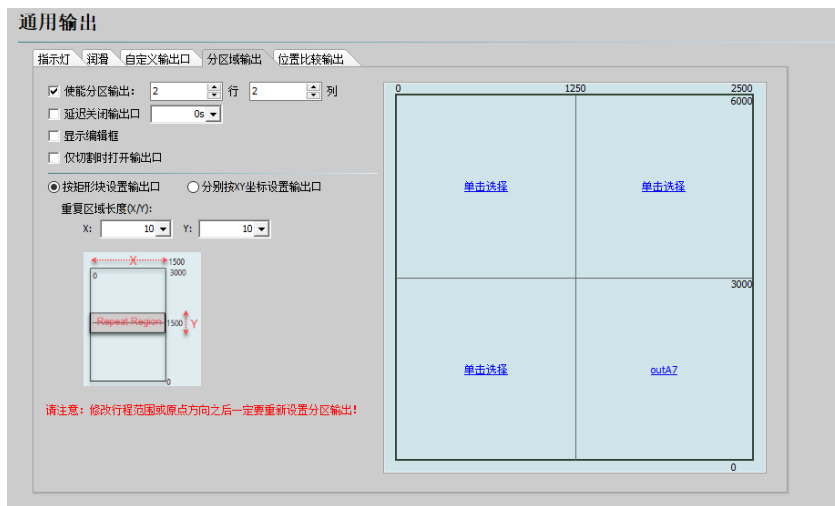 通用输出
指示灯 润滑 自定义输出口 分区域输出 位置比较输出
使能分区输出: 2 行 2 列
延迟关闭输出口 0s
显示编辑框
仅切割时打开输出口
按矩形块设置输出口 分别按XY坐标设置输出口
重复区域长度(X/Y):
X: 10 Y: 10
X 1500
0 3000
Repeat Region 1500 Y
0
请注意: 修改行程范围或原点方向之后一定要重新设置分区输出!
0 1250 2500
6000
单击选择 单击选择
3000
单击选择 outA7
0